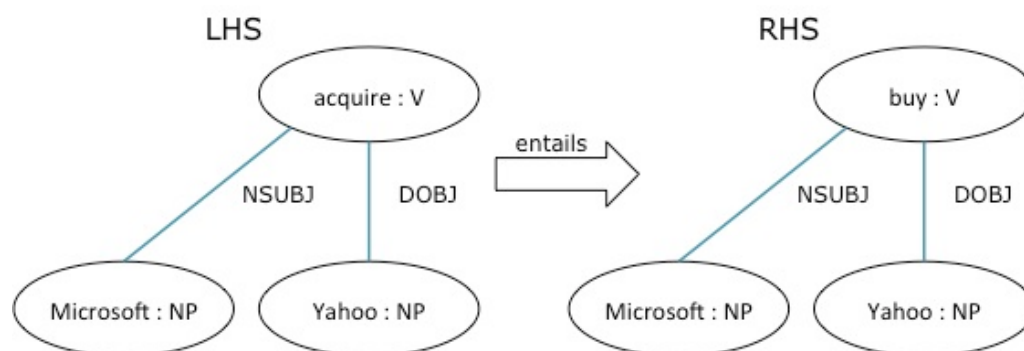 LHS
RHS
acquire : V
buy : V
entails
NSUBJ
DOBJ
NSUBJ
DOBJ
Microsoft : NP
Yahoo : NP
Microsoft : NP
Yahoo : NP